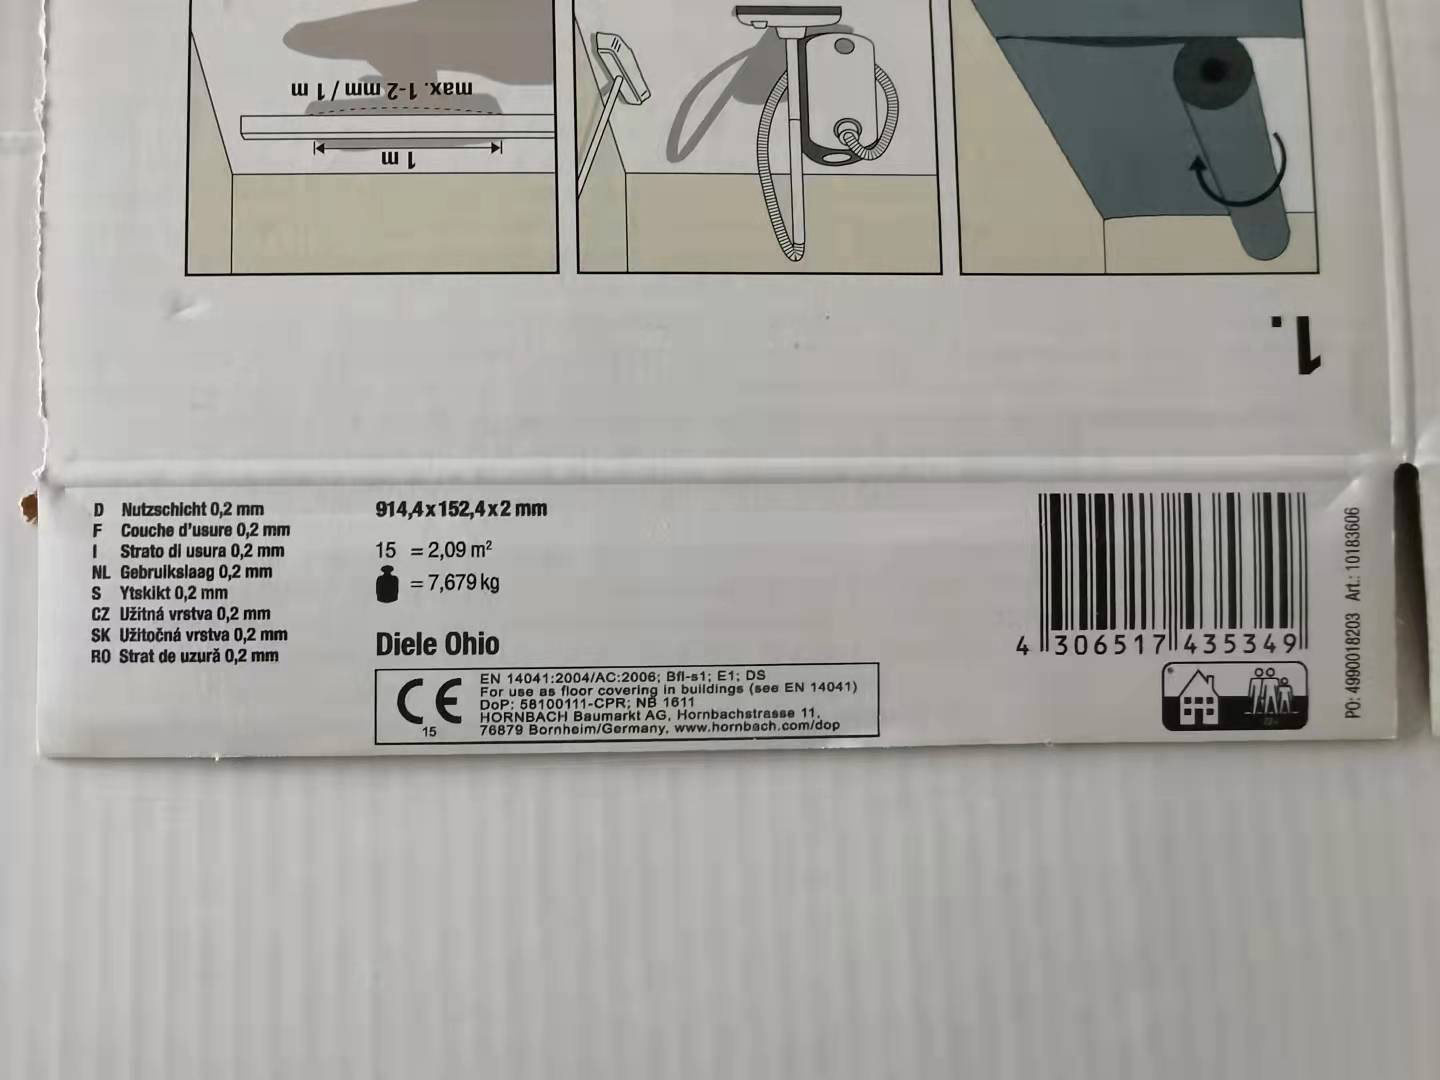 max. 1-2 mm / 1 m
1 m
1.
D Nutzschicht 0,2 mm
F Couche d'usure 0,2 mm
I Strato di usura 0,2 mm
NL Gebruikslaag 0,2 mm
S Ytskikt 0,2 mm
CZ Užitná vrstva 0,2 mm
SK Užitočná vrstva 0,2 mm
RO Strat de uzură 0,2 mm
914,4x152,4x2 mm
15 = 2,09 m²
= 7,679 kg
Diele Ohio
CE
15
EN 14041:2004/AC:2006; Bfl-s1; E1; DS
For use as floor covering in buildings (see EN 14041)
DoP: 58100111-CPR; NB 1611
HORNBACH Baumarkt AG, Hornbachstrasse 11,
76879 Bornheim/Germany, www.hornbach.com/dop
4 306517 435349
PO: 4990018203 Art.: 10183606